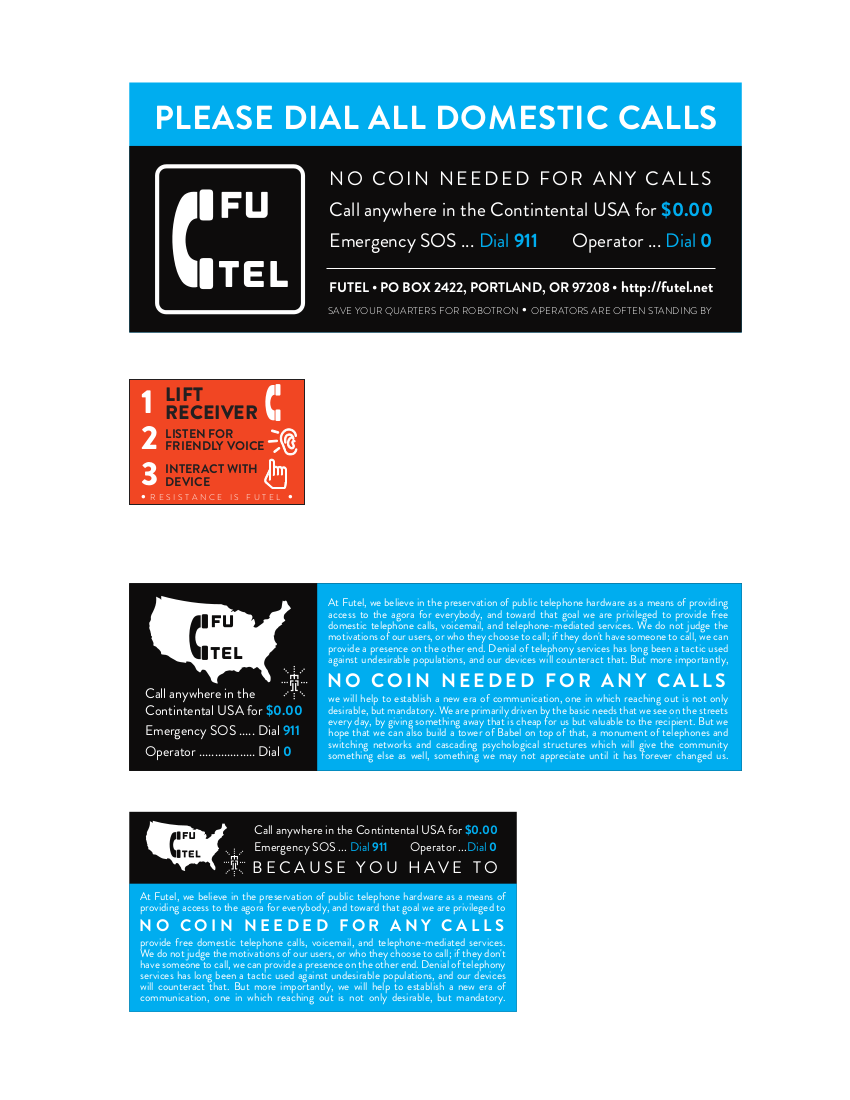 PLEASE DIAL ALL DOMESTIC CALLS
FU
TEL
NO COIN NEEDED FOR ANY CALLS
Call anywhere in the Contintental USA for $0.00
Emergency SOS ... Dial 911 Operator ... Dial 0
FUTEL • PO BOX 2422, PORTLAND, OR 97208 • http://futel.net
SAVE YOUR QUARTERS FOR ROBOTRON • OPERATORS ARE OFTEN STANDING BY
1 LIFT
RECEIVER
2 LISTEN FOR
FRIENDLY VOICE
3 INTERACT WITH
DEVICE
• RESISTANCE IS FUTEL •
FU
TEL
Call anywhere in the
Contintental USA for $0.00
Emergency SOS ..... Dial 911
Operator ................. Dial 0
At Futel, we believe in the preservation of public telephone hardware as a means of providing
access to the agora for everybody, and toward that goal we are privileged to provide free
domestic telephone calls, voicemail, and telephone-mediated services. We do not judge the
motivations of our users, or who they choose to call; if they don't have someone to call, we can
provide a presence on the other end. Denial of telephony services has long been a tactic used
against undesirable populations, and our devices will counteract that. But more importantly,
NO COIN NEEDED FOR ANY CALLS
we will help to establish a new era of communication, one in which reaching out is not only
desirable, but mandatory. We are primarily driven by the basic needs that we see on the streets
every day, by giving something away that is cheap for us but valuable to the recipient. But we
hope that we can also build a tower of Babel on top of that, a monument of telephones and
switching networks and cascading psychological structures which will give the community
something else as well, something we may not appreciate until it has forever changed us.
FU
TEL
Call anywhere in the Contintental USA for $0.00
Emergency SOS ... Dial 911 Operator ...Dial 0
BECAUSE YOU HAVE TO
At Futel, we believe in the preservation of public telephone hardware as a means of
providing access to the agora for everybody, and toward that goal we are privileged to
NO COIN NEEDED FOR ANY CALLS
provide free domestic telephone calls, voicemail, and telephone-mediated services.
We do not judge the motivations of our users, or who they choose to call; if they don't
have someone to call, we can provide a presence on the other end. Denial of telephony
services has long been a tactic used against undesirable populations, and our devices
will counteract that. But more importantly, we will help to establish a new era of
communication, one in which reaching out is not only desirable, but mandatory.